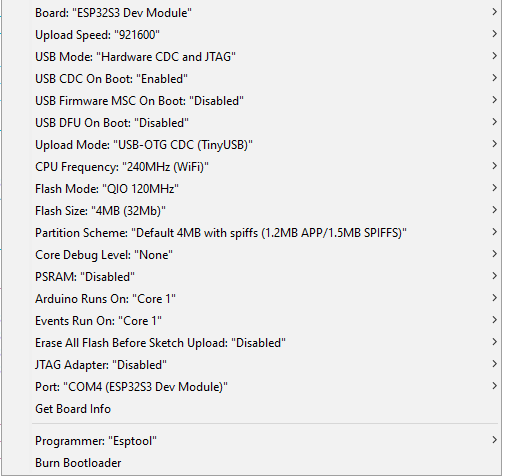 Board: "ESP32S3 Dev Module"
Upload Speed: "921600"
USB Mode: "Hardware CDC and JTAG"
USB CDC On Boot: "Enabled"
USB Firmware MSC On Boot: "Disabled"
USB DFU On Boot: "Disabled"
Upload Mode: "USB-OTG CDC (TinyUSB)"
CPU Frequency: "240MHz (WiFi)"
Flash Mode: "QIO 120MHz"
Flash Size: "4MB (32Mb)"
Partition Scheme: "Default 4MB with spiffs (1.2MB APP/1.5MB SPIFFS)"
Core Debug Level: "None"
PSRAM: "Disabled"
Arduino Runs On: "Core 1"
Events Run On: "Core 1"
Erase All Flash Before Sketch Upload: "Disabled"
JTAG Adapter: "Disabled"
Port: "COM4 (ESP32S3 Dev Module)"
Get Board Info
Programmer: "Esptool"
Burn Bootloader